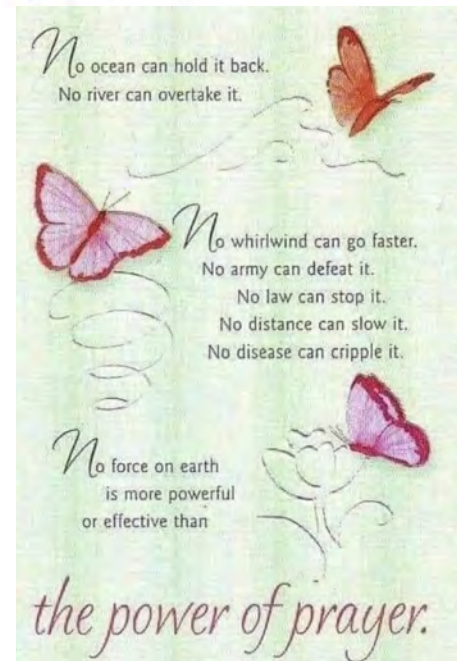 No ocean can hold it back.
No river can overtake it.
No whirlwind can go faster.
No army can defeat it.
No law can stop it.
No distance can slow it.
No disease can cripple it.
No force on earth
is more powerful
or effective than
the power of prayer.